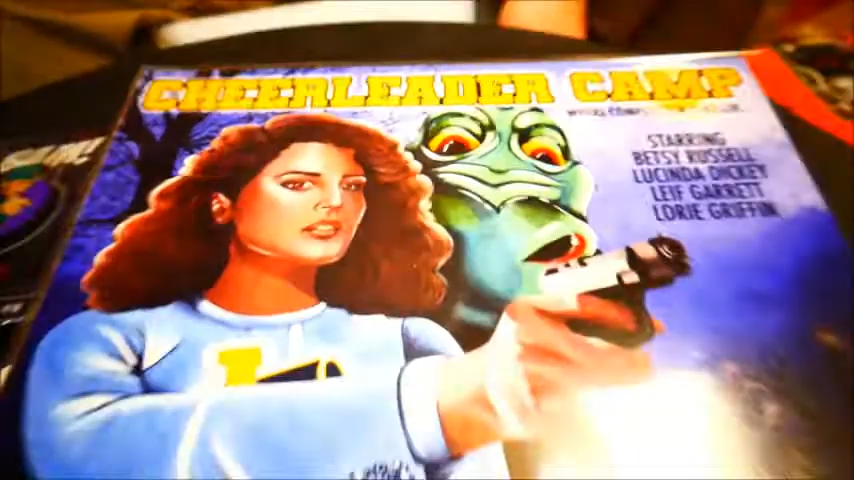 CHEERLEADER CAMP
STARRING
BETSY RUSSELL
LUCINDA DICKEY
LEIF GARRETT
LORIE GRIFFIN
L